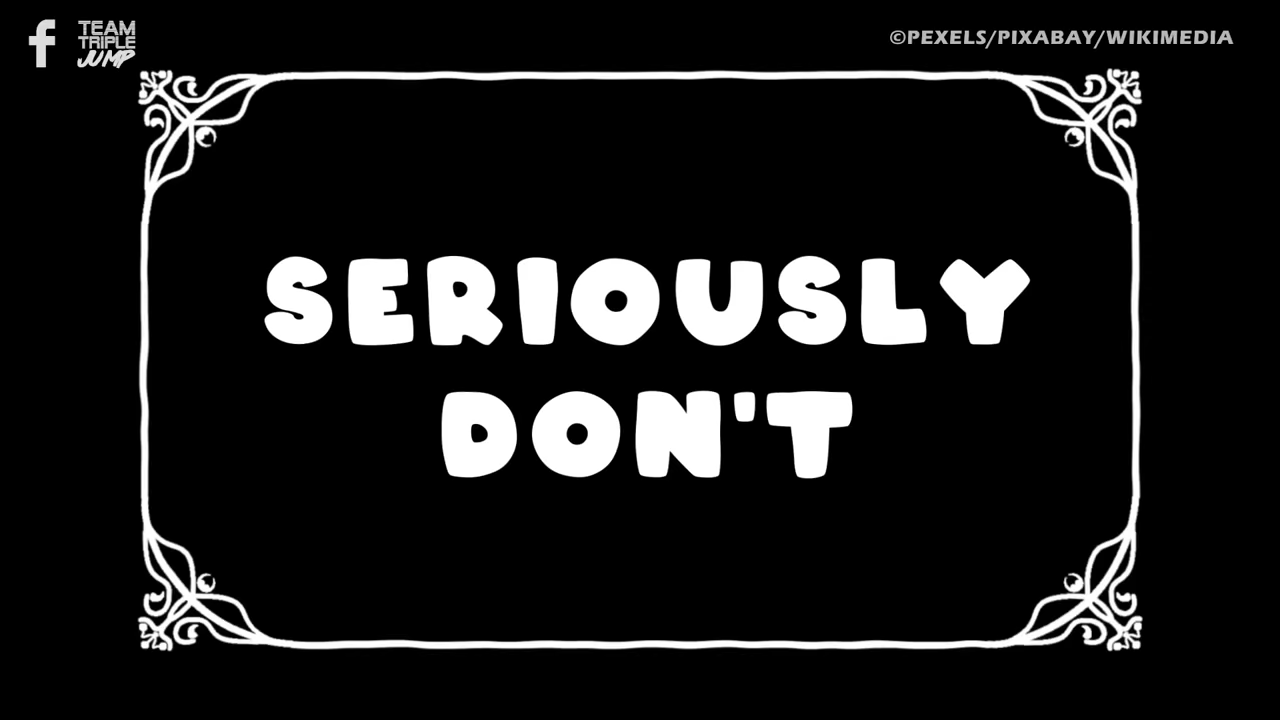 f TEAM
TRIPLE
JUMP
©PEXELS/PIXABAY/WIKIMEDIA
SERIOUSLY
DON'T